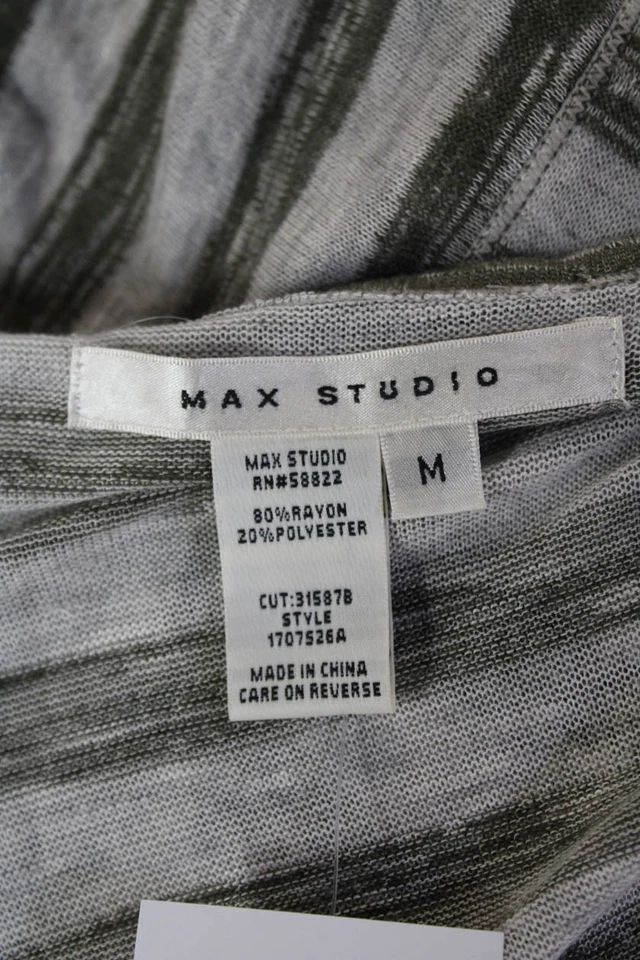 MAX STUDIO
MAX STUDIO
RN#58822
80%RAYON
20%POLYESTER
CUT:31587B
STYLE
1707526A
MADE IN CHINA
CARE ON REVERSE
M